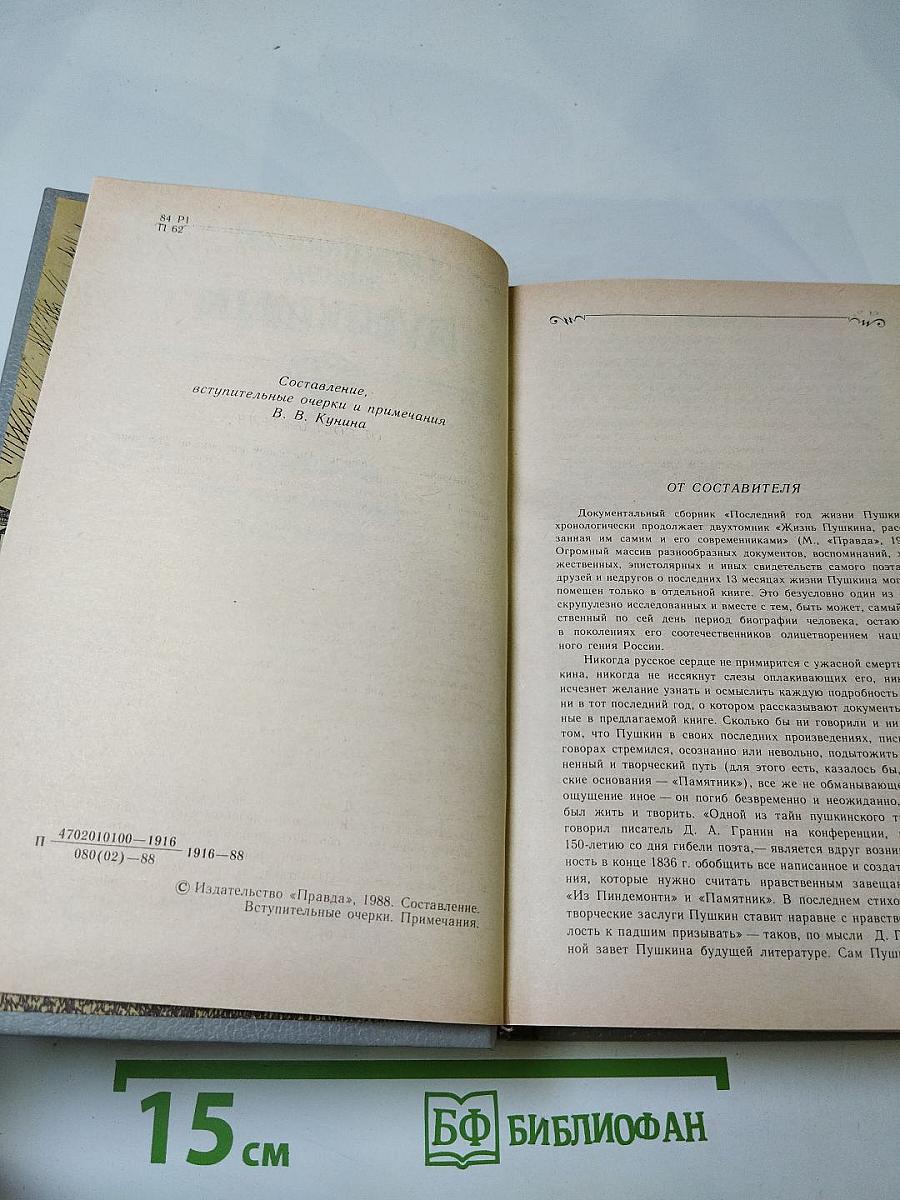 84 Р1
П 62
Составление,
вступительные очерки и примечания
В. В. Кунина
П 4702010100—1916
080(02)—88
1916—88
© Издательство «Правда», 1988. Составление.
Вступительные очерки. Примечания.
ОТ СОСТАВИТЕЛЯ
Документальный сборник «Последний год жизни Пушки
хронологически продолжает двухтомник «Жизнь Пушкина, расс
занная им самим и его современниками» (М., «Правда», 19
Огромный массив разнообразных документов, воспоминаний, х
жественных, эпистолярных и иных свидетельств самого поэта
друзей и недругов о последних 13 месяцах жизни Пушкина мог
помещен только в отдельной книге. Это безусловно один из
скрупулезно исследованных и вместе с тем, быть может, самый
ственный по сей день период биографии человека, остаю
в поколениях его соотечественников олицетворением наци
ного гения России.
Никогда русское сердце не примирится с ужасной смерть
кина, никогда не иссякнут слезы оплакивающих его, ник
исчезнет желание узнать и осмыслить каждую подробность
ни в тот последний год, о котором рассказывают документы
ные в предлагаемой книге. Сколько бы ни говорили и ни
том, что Пушкин в своих последних произведениях, пис
говорах стремился, осознанно или невольно, подытожить
ненный и творческий путь (для этого есть, казалось бы,
ские основания — «Памятник»), все же не обманывающе
ощущение иное — он погиб безвременно и неожиданно,
был жить и творить. «Одной из тайн пушкинского т
говорил писатель Д. А. Гранин на конференции,
150-летию со дня гибели поэта,— является вдруг возни
ность в конце 1836 г. обобщить все написанное и создат
ния, которые нужно считать нравственным завещан
«Из Пиндемонти» и «Памятник». В последнем стихо
творческие заслуги Пушкин ставит наравне с нравстве
лость к падшим призывать» — таков, по мысли Д. Г
ной завет Пушкина будущей литературе. Сам Пушк
15 см
БФ БИБЛИОФАН